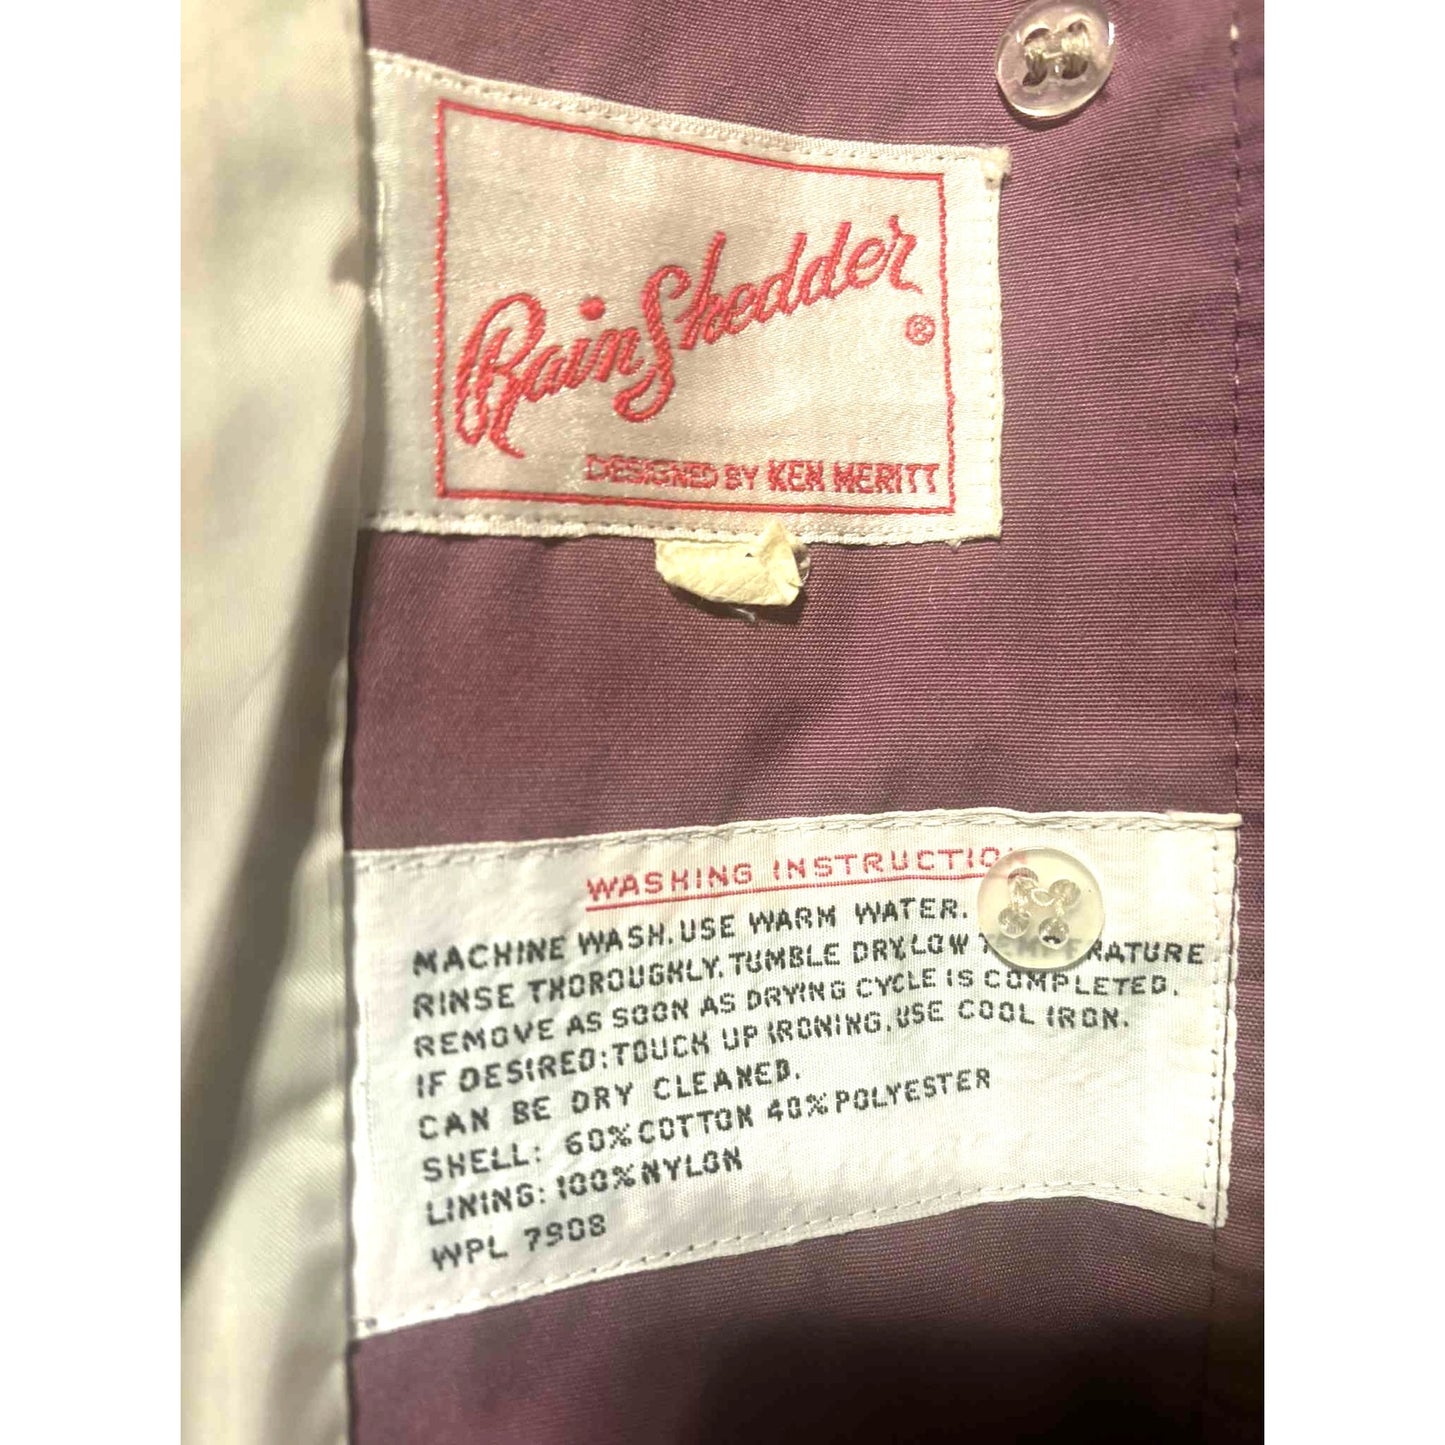 RainShedder ®
DESIGNED BY KEN MERITT
WASHING INSTRUCTION
MACHINE WASH. USE WARM WATER.
RINSE THOROUGHLY. TUMBLE DRY, LOW TEMPERATURE
REMOVE AS SOON AS DRYING CYCLE IS COMPLETED.
IF DESIRED: TOUCH UP IRONING, USE COOL IRON.
CAN BE DRY CLEANED.
SHELL: 60% COTTON 40% POLYESTER
LINING: 100% NYLON
WPL 7908